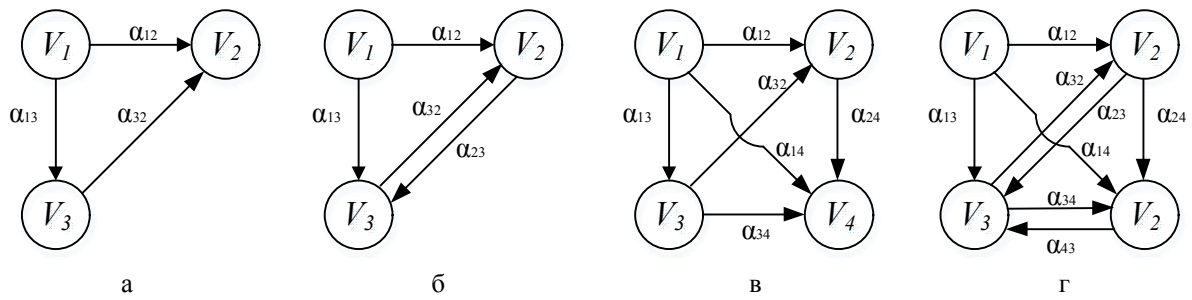 V1 α12 V2
α13 α32
V3
а
V1 α12 V2
α13 α32 α23
V3
б
V1 α12 V2
α13 α32 α24
α14
V3 α34 V4
в
V1 α12 V2
α13 α32 α23 α24
α14
V3 α34 V2
α43
г